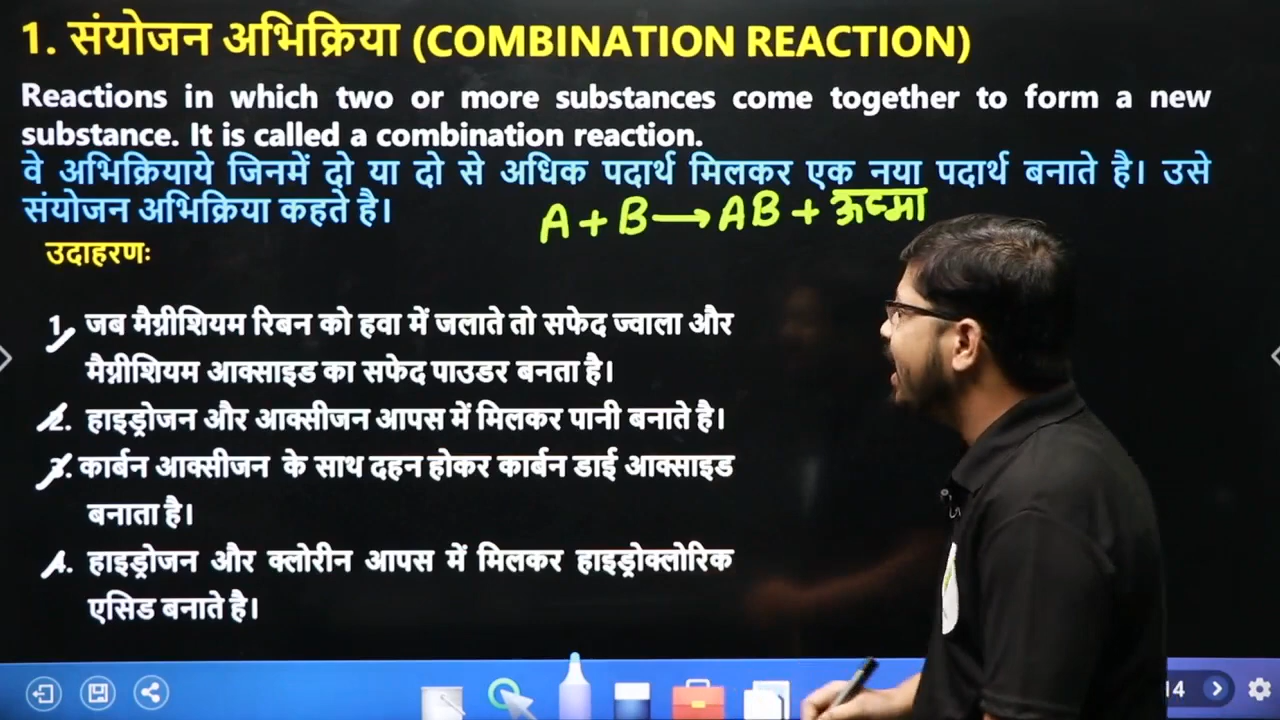 1. संयोजन अभिक्रिया (COMBINATION REACTION)
Reactions in which two or more substances come together to form a new
substance. It is called a combination reaction.
वे अभिक्रियाये जिनमें दो या दो से अधिक पदार्थ मिलकर एक नया पदार्थ बनाते है। उसे
संयोजन अभिक्रिया कहते है।
A + B → AB + ऊष्मा
उदाहरणः
1. जब मैग्नीशियम रिबन को हवा में जलाते तो सफेद ज्वाला और
मैग्नीशियम आक्साइड का सफेद पाउडर बनता है।
2. हाइड्रोजन और आक्सीजन आपस में मिलकर पानी बनाते है।
3. कार्बन आक्सीजन के साथ दहन होकर कार्बन डाई आक्साइड
बनाता है।
4. हाइड्रोजन और क्लोरीन आपस में मिलकर हाइड्रोक्लोरिक
एसिड बनाते है।
14